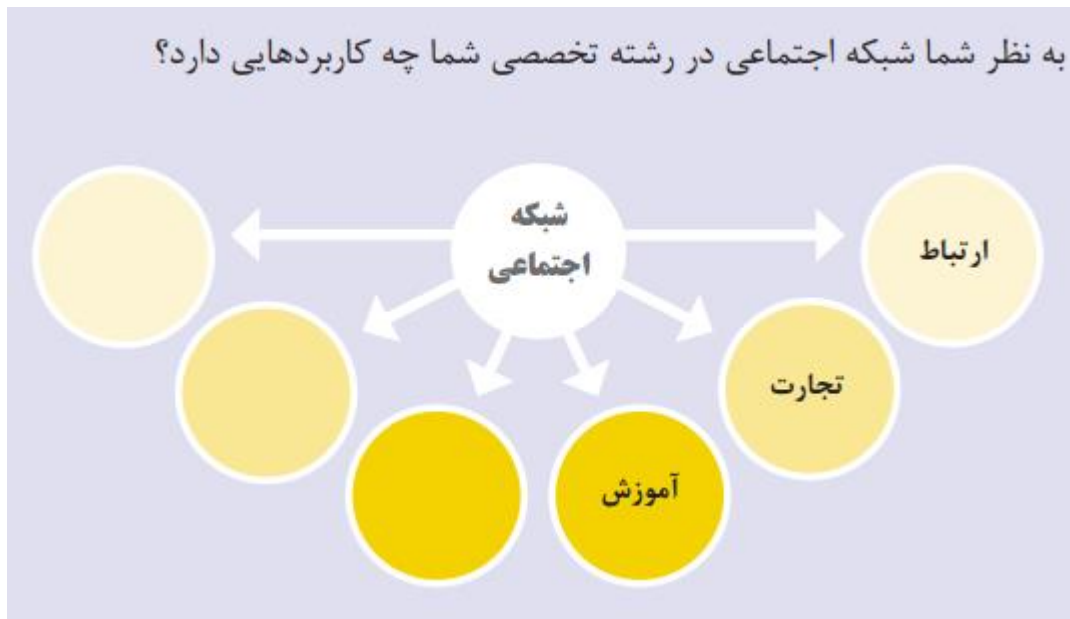 به نظر شما شبکه اجتماعی در رشته تخصصی شما چه کاربردهایی دارد؟
شبکه
اجتماعی
ارتباط
تجارت
آموزش